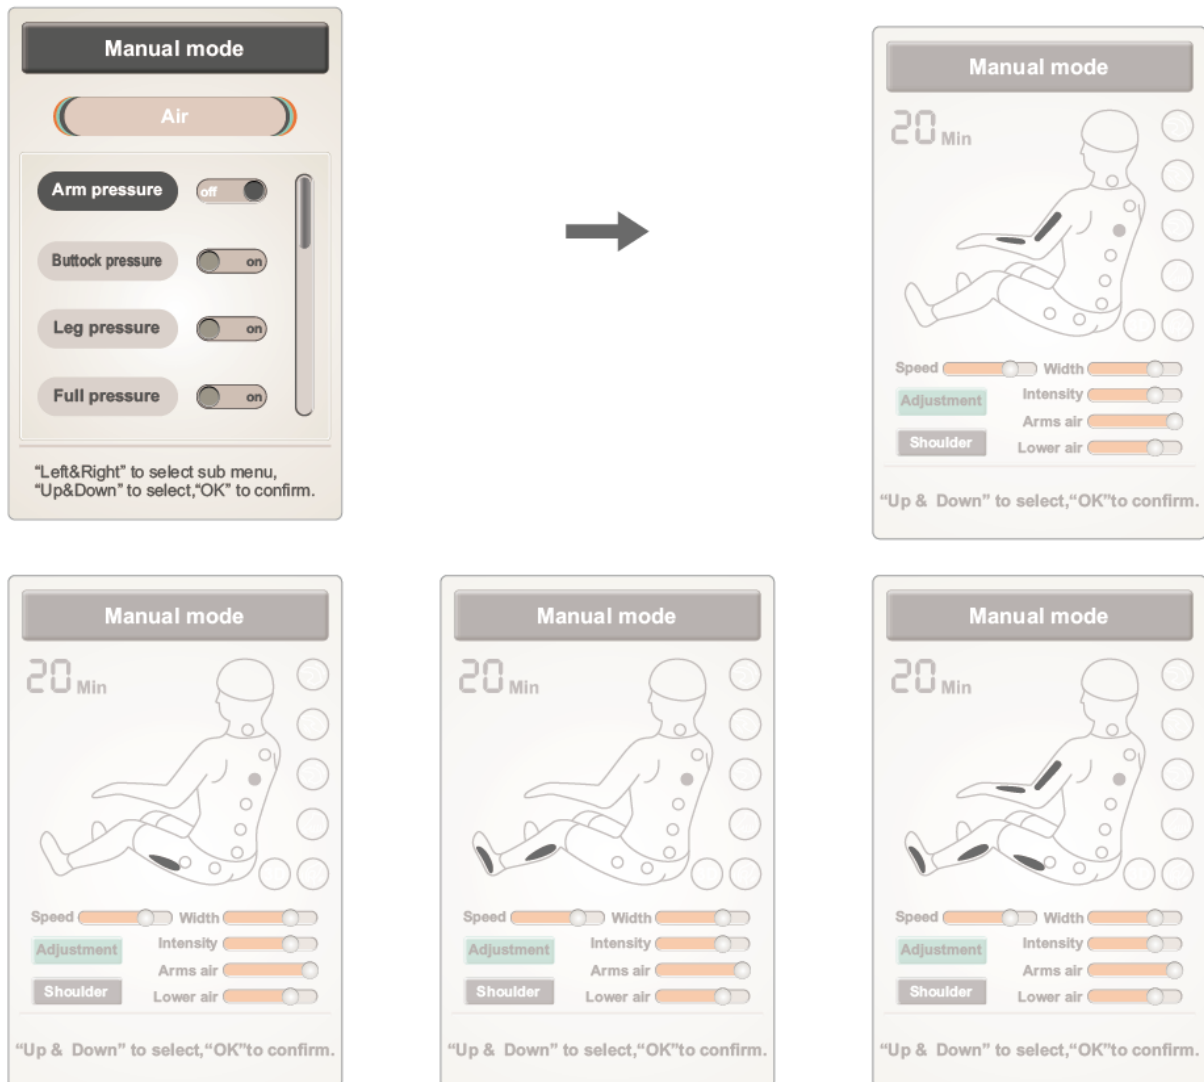 Manual mode
Air
Arm pressure off
Buttock pressure on
Leg pressure on
Full pressure on
“Left&Right” to select sub menu,
“Up&Down” to select,“OK” to confirm.
Manual mode
20 Min
Speed Width
Adjustment Intensity
Arms air
Shoulder Lower air
“Up & Down” to select,“OK”to confirm.
Manual mode
20 Min
Speed Width
Adjustment Intensity
Arms air
Shoulder Lower air
“Up & Down” to select,“OK”to confirm.
Manual mode
20 Min
Speed Width
Adjustment Intensity
Arms air
Shoulder Lower air
“Up & Down” to select,“OK”to confirm.
Manual mode
20 Min
Speed Width
Adjustment Intensity
Arms air
Shoulder Lower air
“Up & Down” to select,“OK”to confirm.